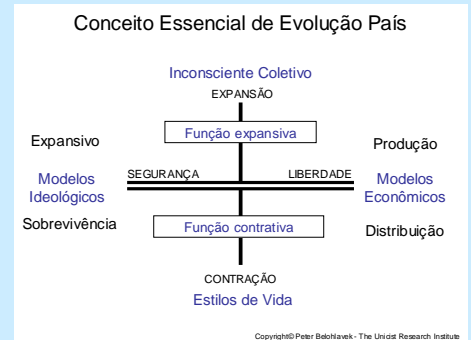 Conceito Essencial de Evolução País
Inconsciente Coletivo
EXPANSÃO
Função expansiva
Expansivo
Produção
SEGURANÇA
LIBERDADE
Modelos
Ideológicos
Modelos
Econômicos
Sobrevivência
Função contrativa
Distribuição
CONTRAÇÃO
Estilos de Vida
Copyright© Peter Belohlavek - The Unicist Research Institute